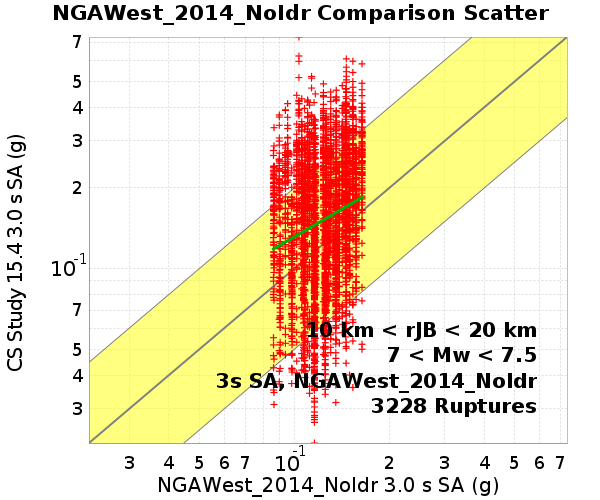 NGAWest_2014_NoIdr Comparison Scatter
7
5
4
3
2
10-1
7
5
4
3
CS Study 15.4 3.0 s SA (g)
10 km < rJB < 20 km
7 < Mw < 7.5
3s SA, NGAWest_2014_NoIdr
3228 Ruptures
3 4 5 6 7 10-1 2 3 4 5 6 7
NGAWest_2014_NoIdr 3.0 s SA (g)